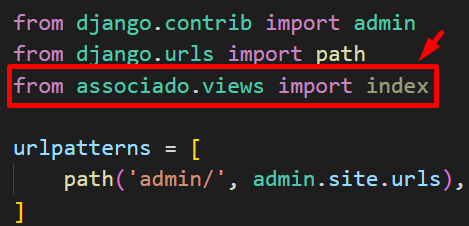 from django.contrib import admin
from django.urls import path
from associado.views import index
urlpatterns = [
    path('admin/', admin.site.urls),
]